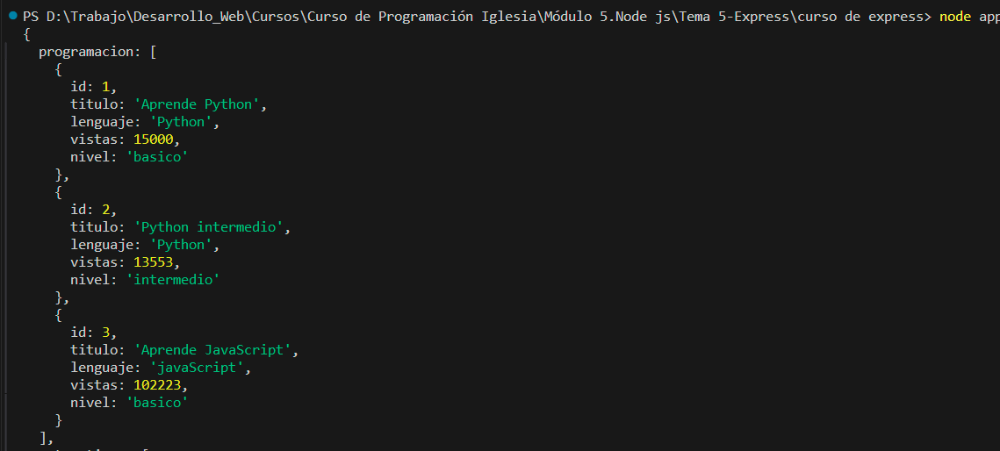 PS D:\Trabajo\Desarrollo_Web\Cursos\Curso de Programación Iglesia\Módulo 5.Node js\Tema 5-Express\curso de express> node app
{
  programacion: [
    {
      id: 1,
      titulo: 'Aprende Python',
      lenguaje: 'Python',
      vistas: 15000,
      nivel: 'basico'
    },
    {
      id: 2,
      titulo: 'Python intermedio',
      lenguaje: 'Python',
      vistas: 13553,
      nivel: 'intermedio'
    },
    {
      id: 3,
      titulo: 'Aprende JavaScript',
      lenguaje: 'javaScript',
      vistas: 102223,
      nivel: 'basico'
    }
  ],